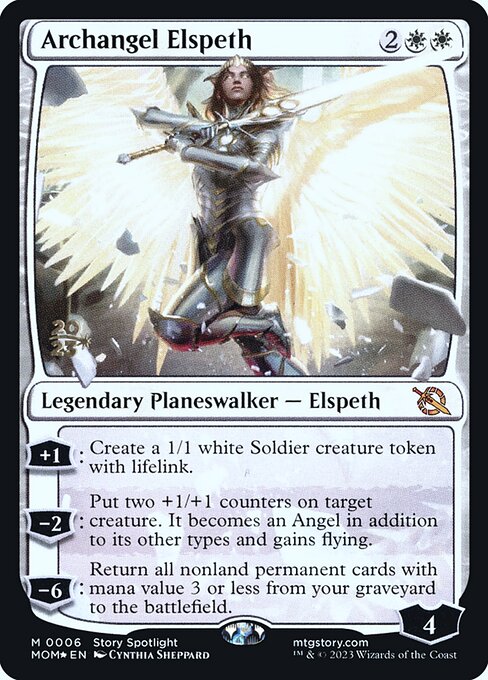 Archangel Elspeth 2
20
23
Legendary Planeswalker — Elspeth
+1 : Create a 1/1 white Soldier creature token
with lifelink.
Put two +1/+1 counters on target
-2 : creature. It becomes an Angel in addition
to its other types and gains flying.
Return all nonland permanent cards with
-6 : mana value 3 or less from your graveyard
to the battlefield.
4
M 0006 Story Spotlight mtgstory.com
MOM★EN Cynthia Sheppard ™ & © 2023 Wizards of the Coast